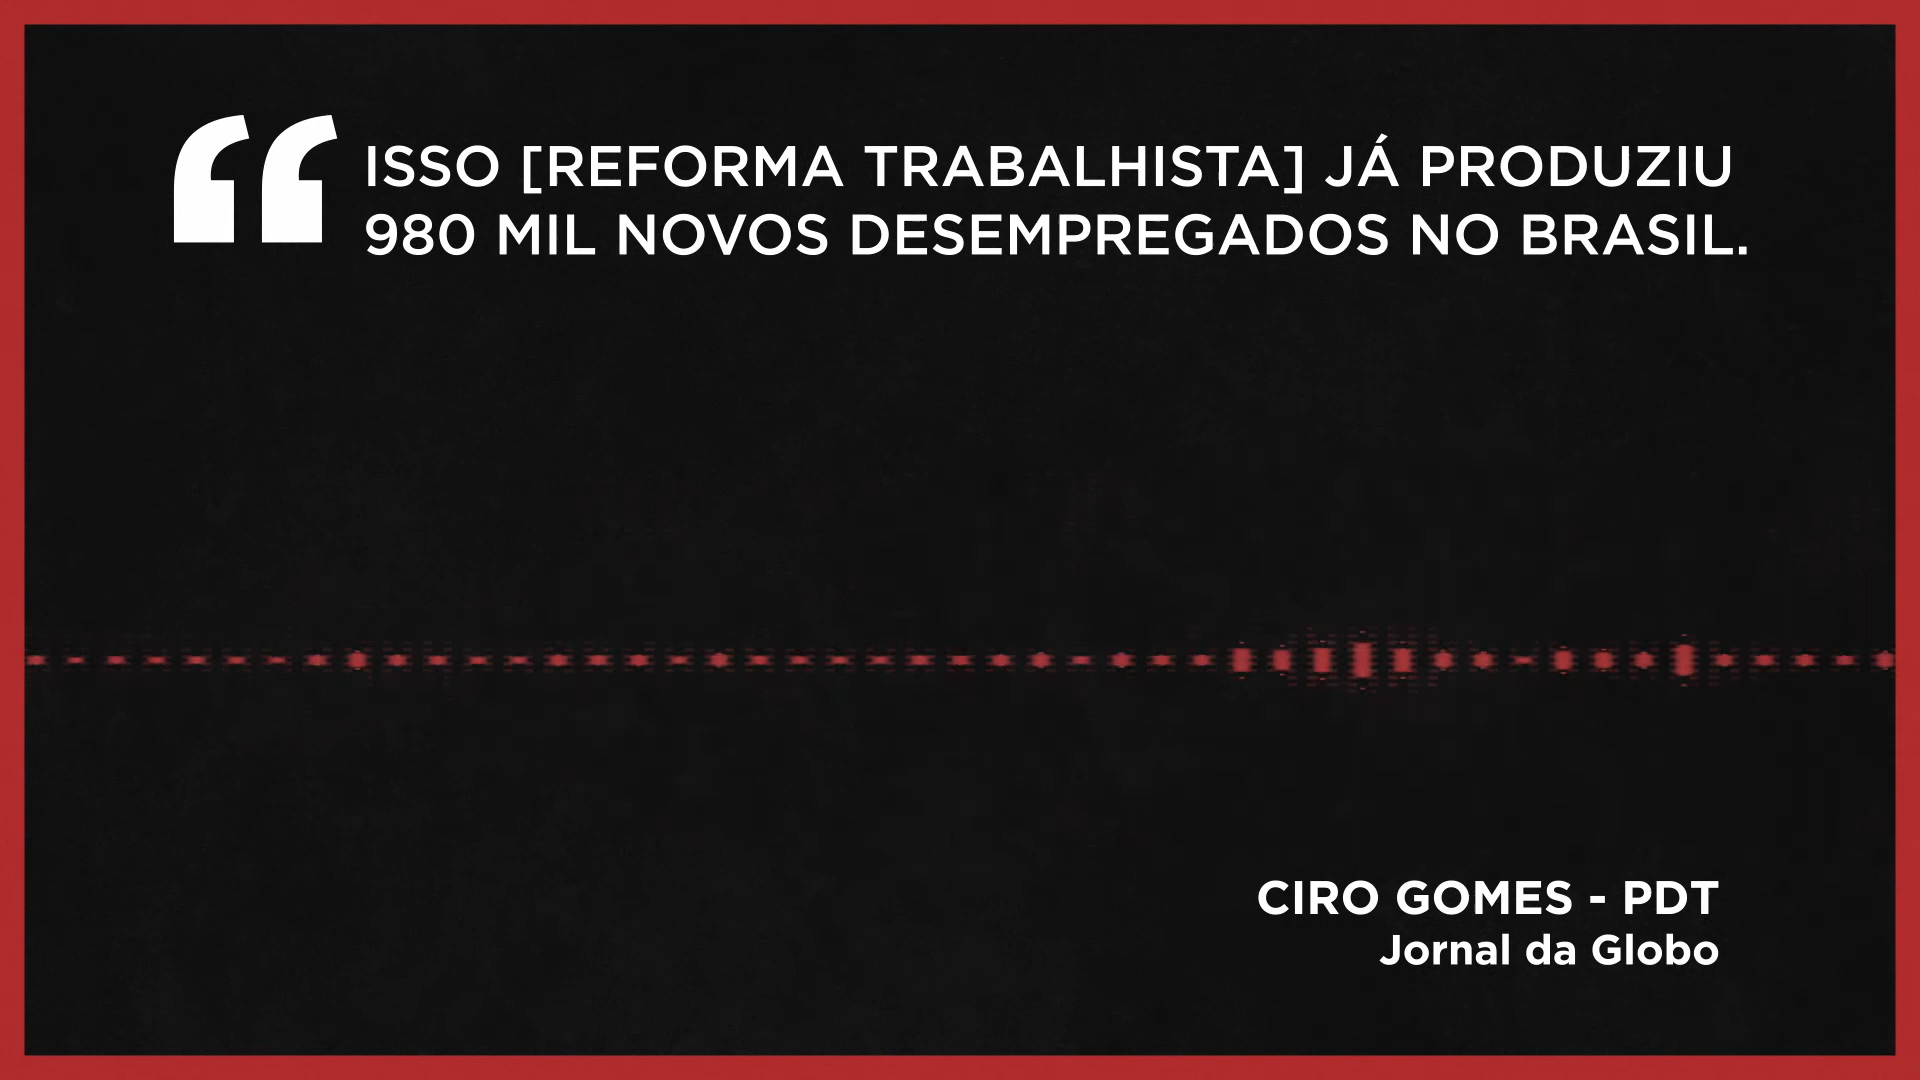 “ ISSO [REFORMA TRABALHISTA] JÁ PRODUZIU
980 MIL NOVOS DESEMPREGADOS NO BRASIL.
CIRO GOMES - PDT
Jornal da Globo